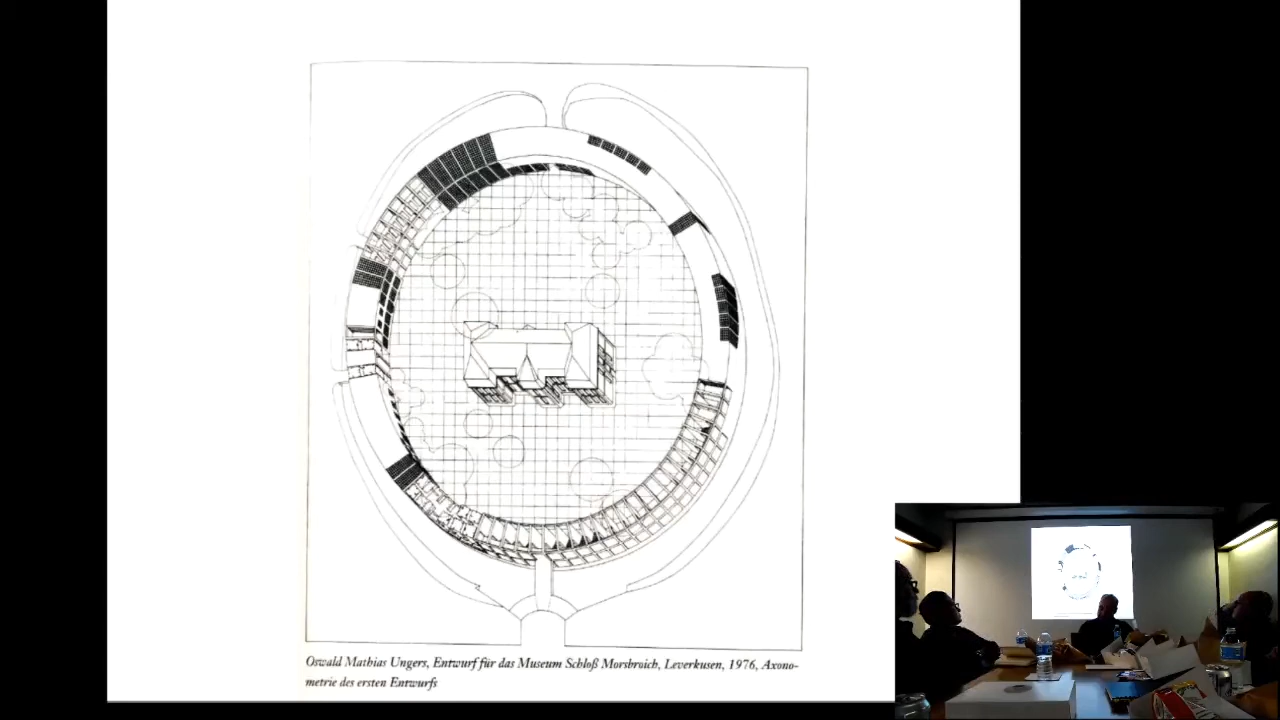 Oswald Mathias Ungers, Entwurf für das Museum Schloß Morsbroich, Leverkusen, 1976, Axono-
metrie des ersten Entwurfs